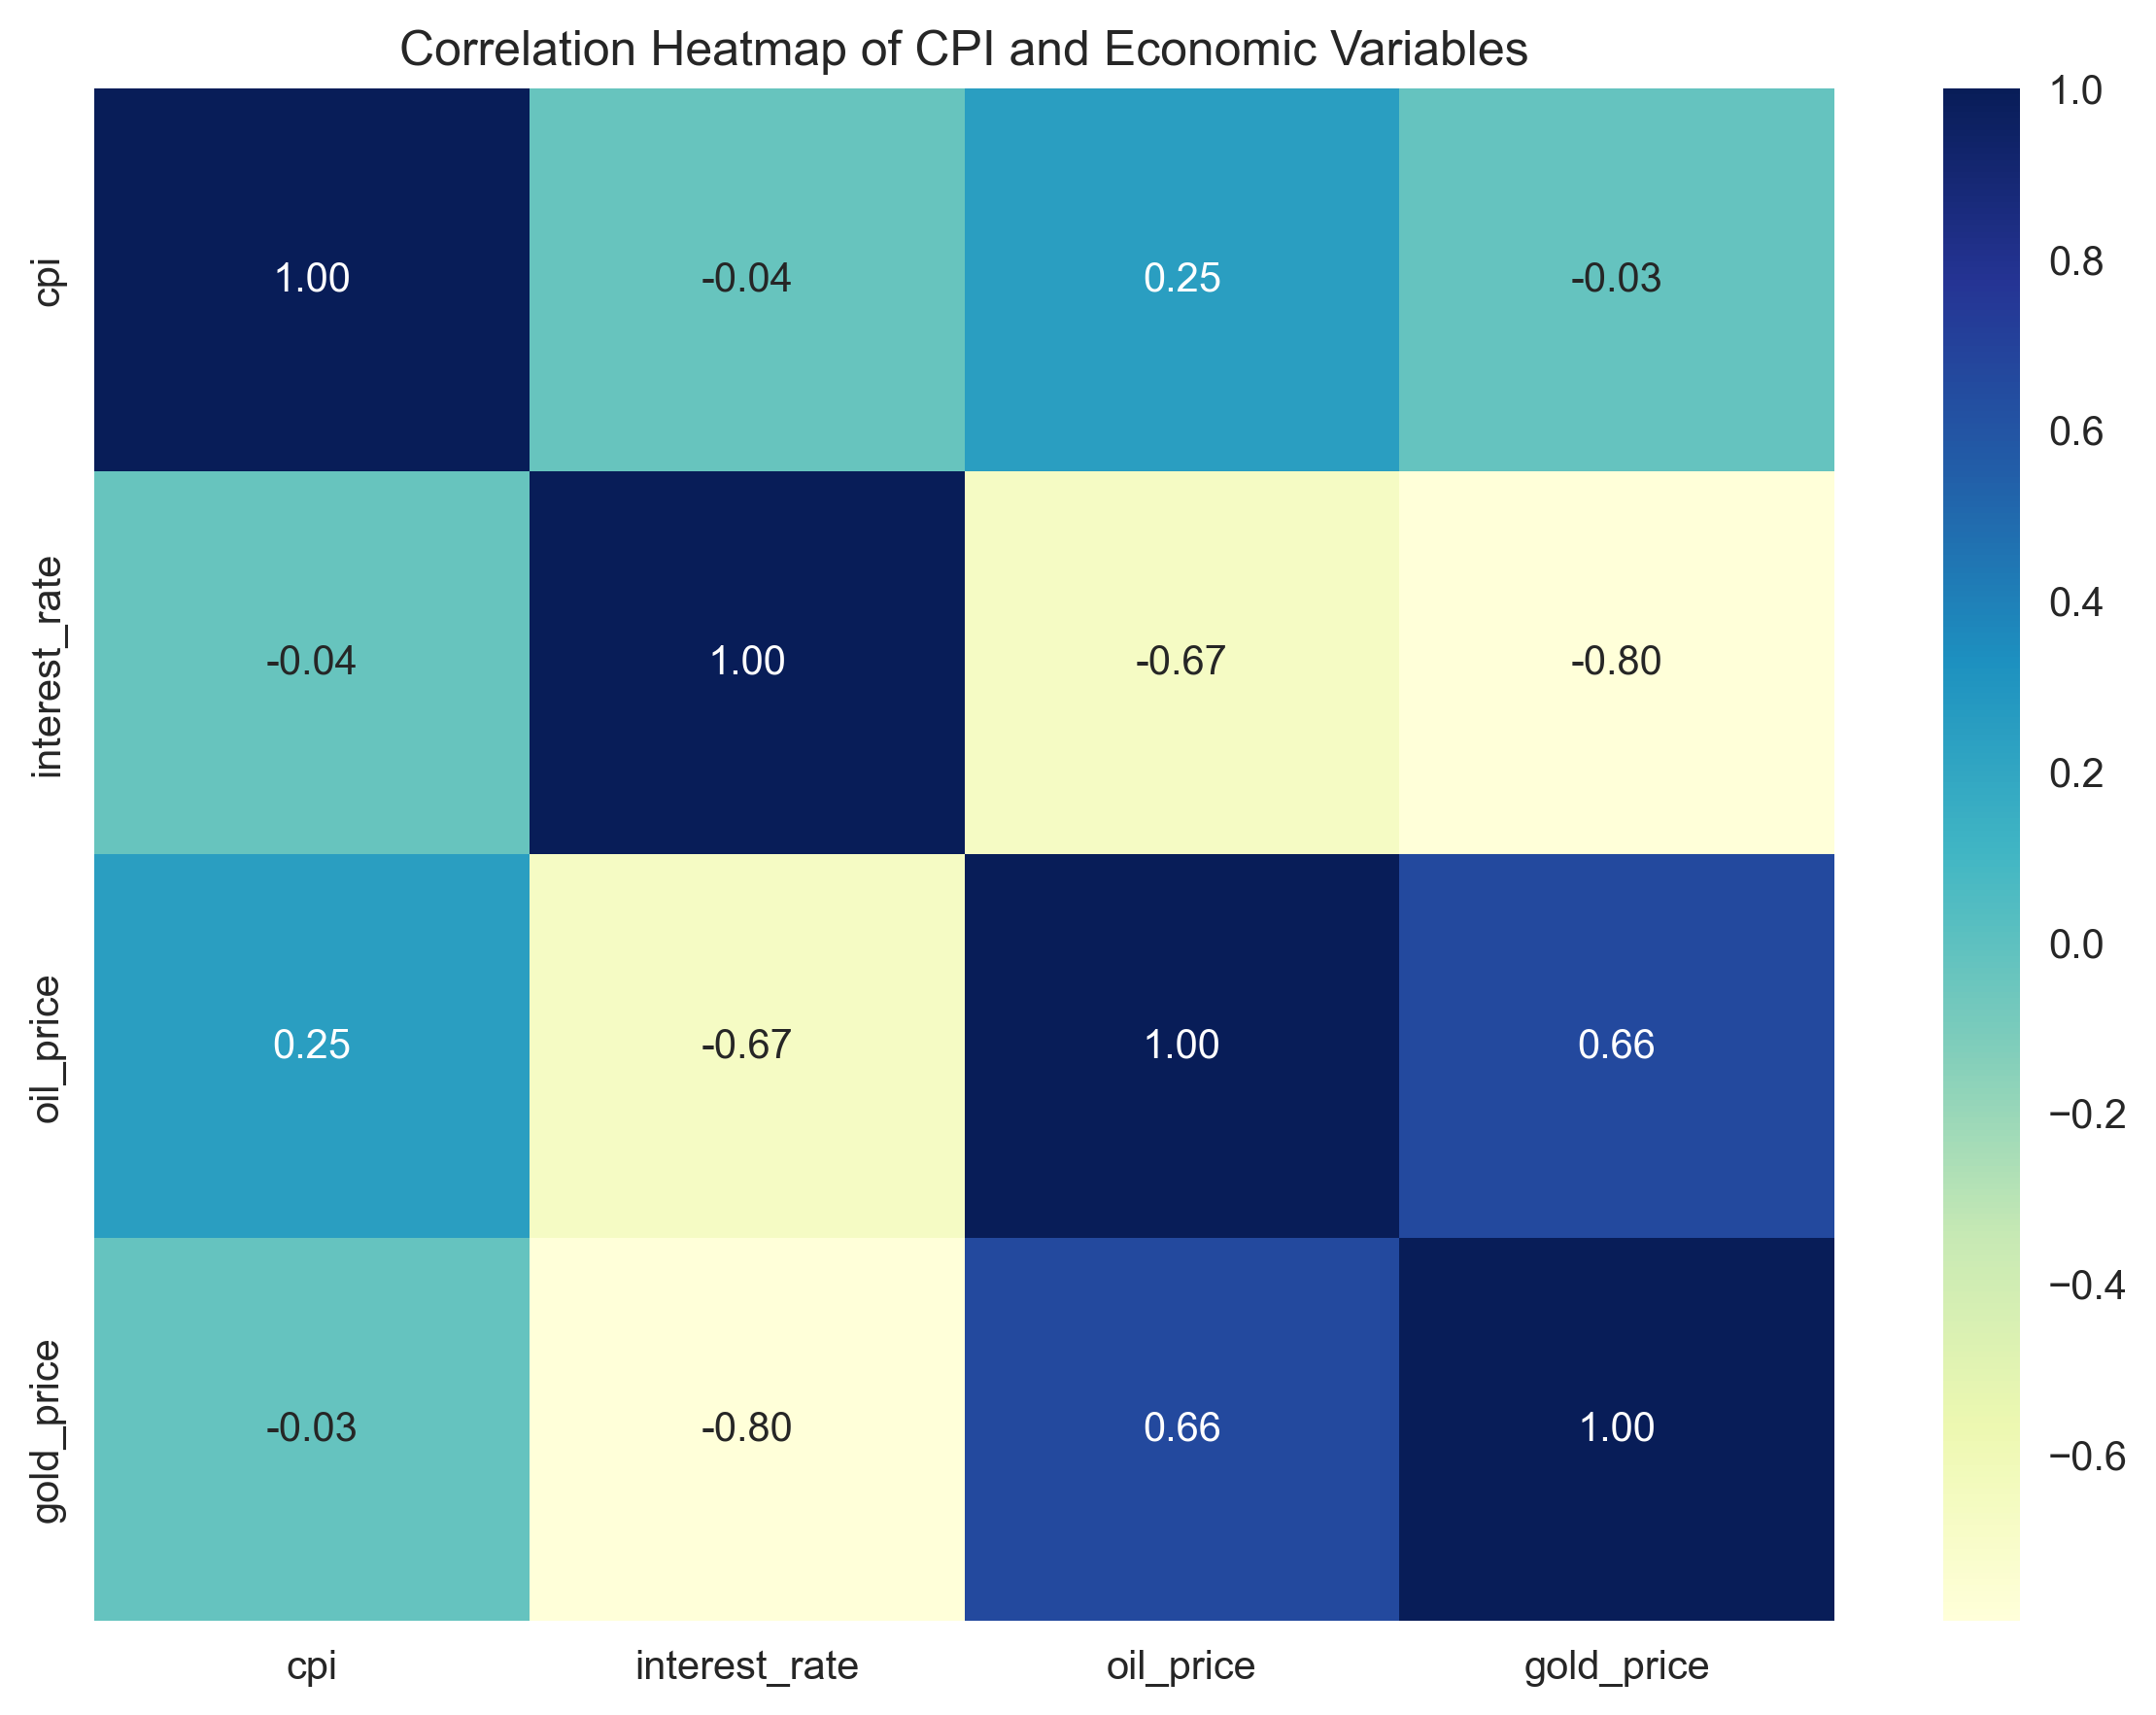 Correlation Heatmap of CPI and Economic Variables
cpi
1.00
-0.04
0.25
-0.03
interest_rate
-0.04
1.00
-0.67
-0.80
oil_price
0.25
-0.67
1.00
0.66
gold_price
-0.03
-0.80
0.66
1.00
cpi
interest_rate
oil_price
gold_price
1.0
0.8
0.6
0.4
0.2
0.0
−0.2
−0.4
−0.6